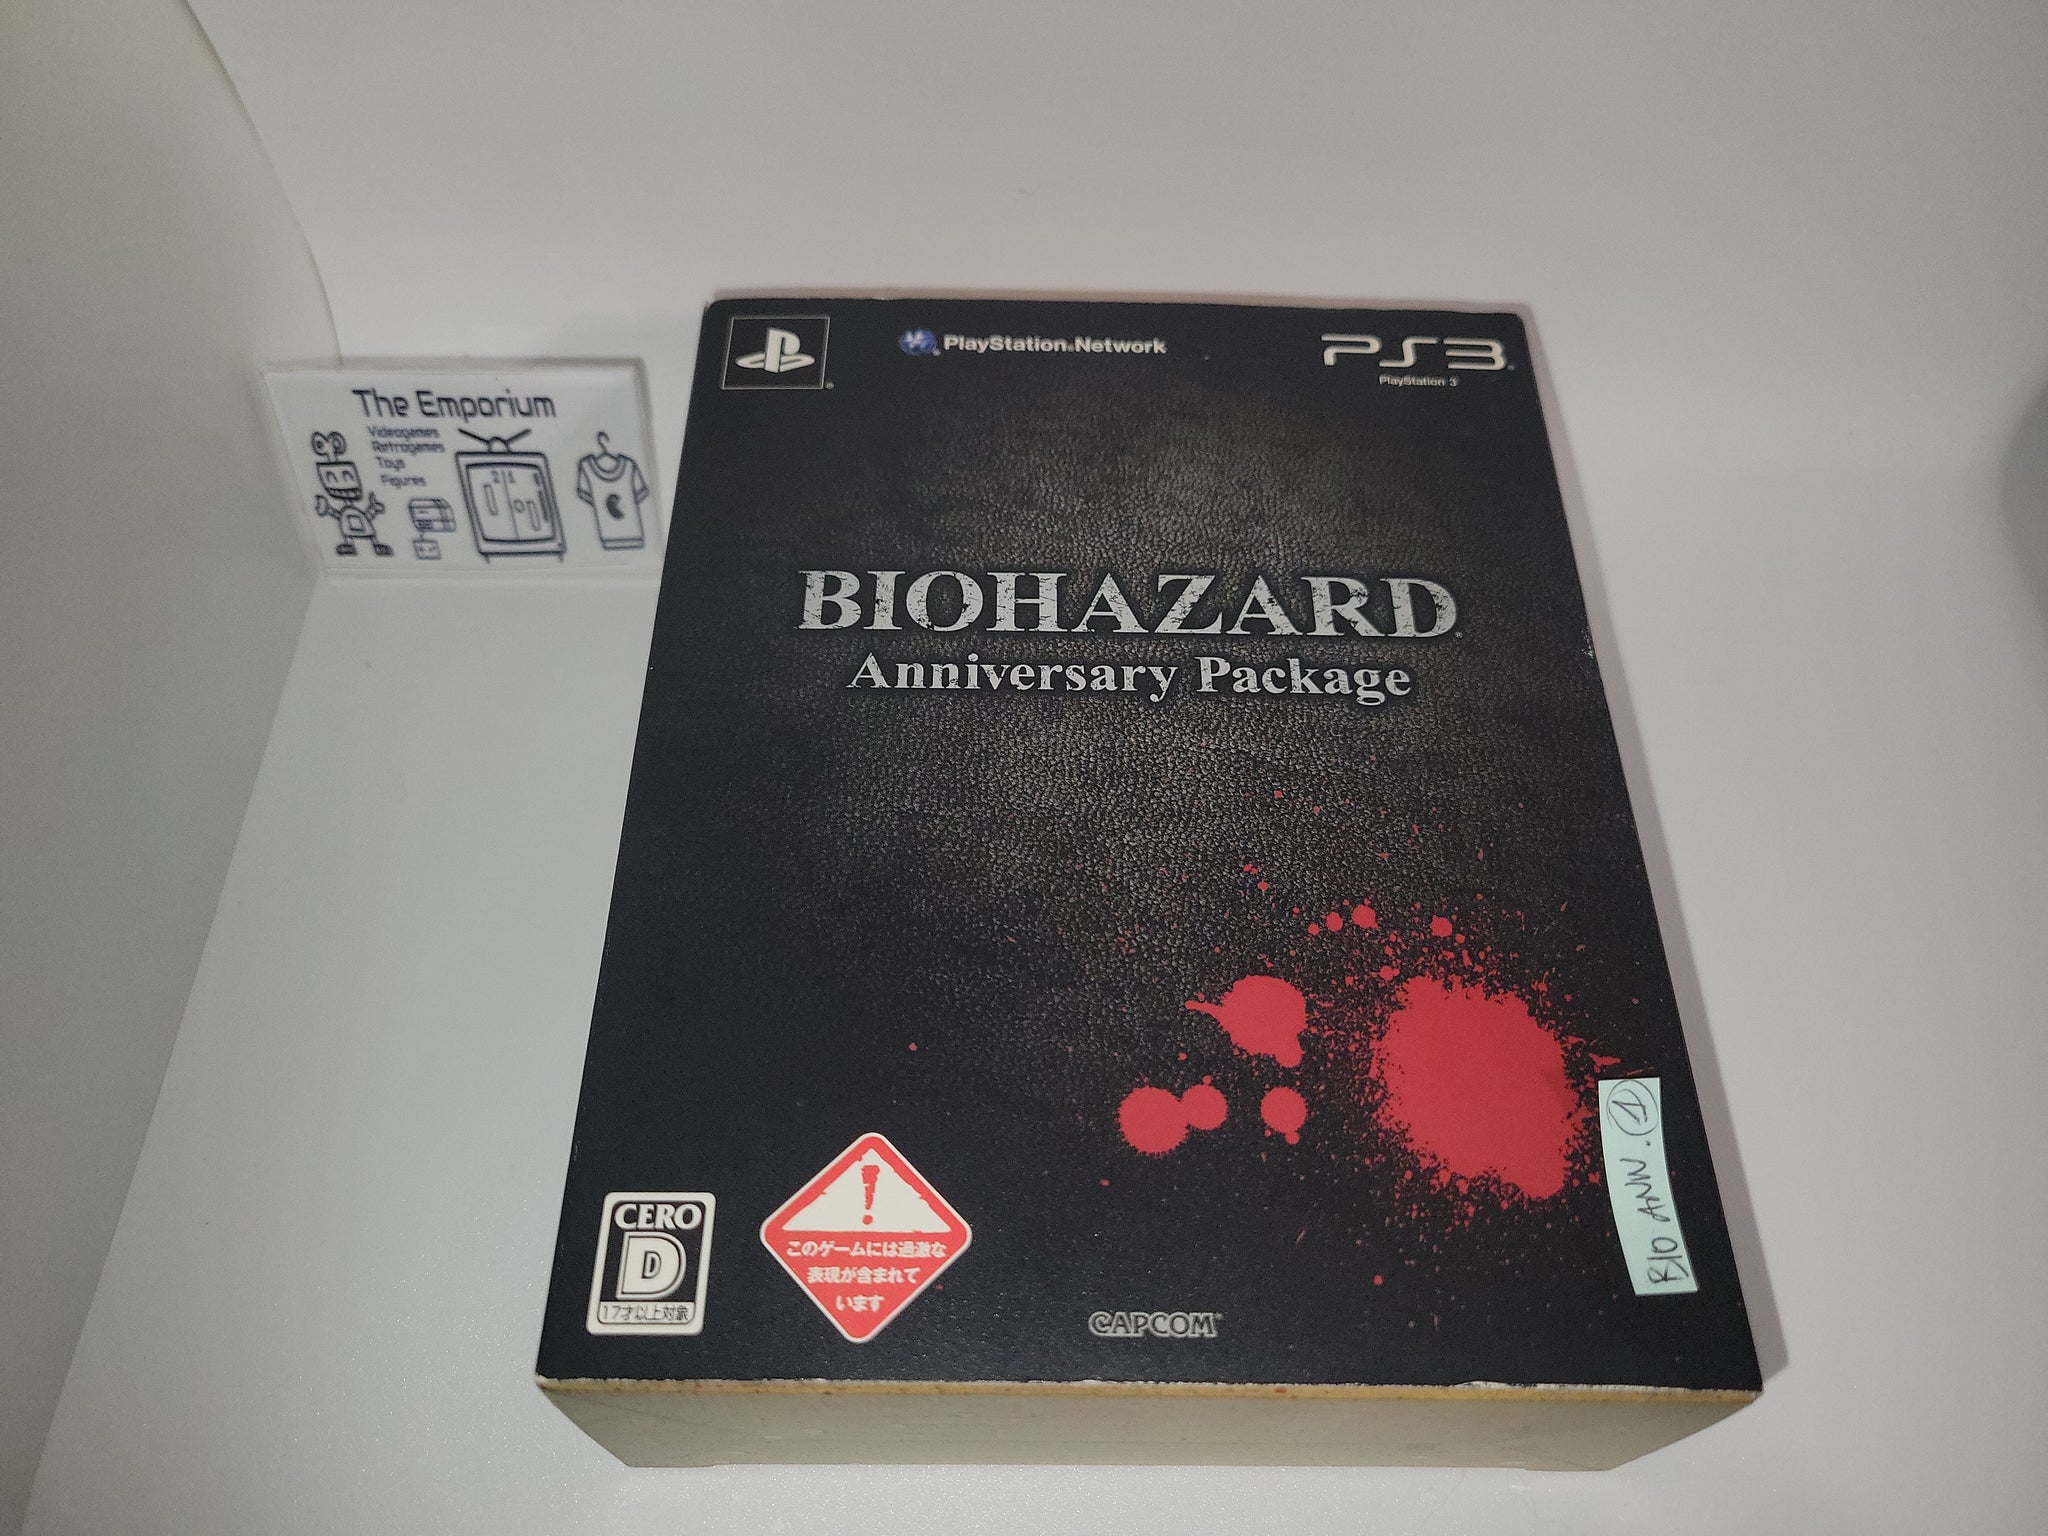 PlayStation Network
PS3
PlayStation 3
The Emporium
Videogames
Retrogames
Toys
Figures
21
BIOHAZARD
Anniversary Package
BIO ANN. 1
CERO
D
17才以上対象
このゲームには過激な
表現が含まれて
います
CAPCOM